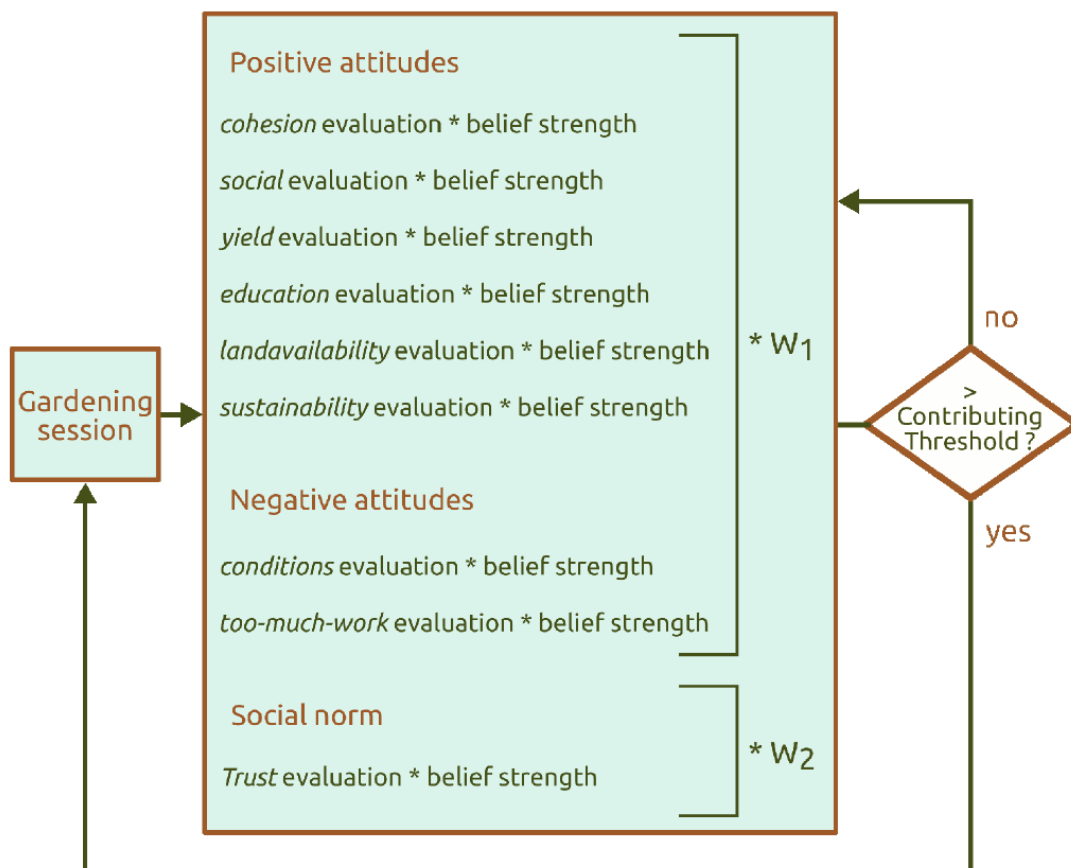 Positive attitudes
cohesion evaluation * belief strength
social evaluation * belief strength
yield evaluation * belief strength
education evaluation * belief strength
landavailability evaluation * belief strength
sustainability evaluation * belief strength
* W1
Negative attitudes
conditions evaluation * belief strength
too-much-work evaluation * belief strength
Social norm
Trust evaluation * belief strength
* W2
Gardening
session
no
>
Contributing
Threshold ?
yes